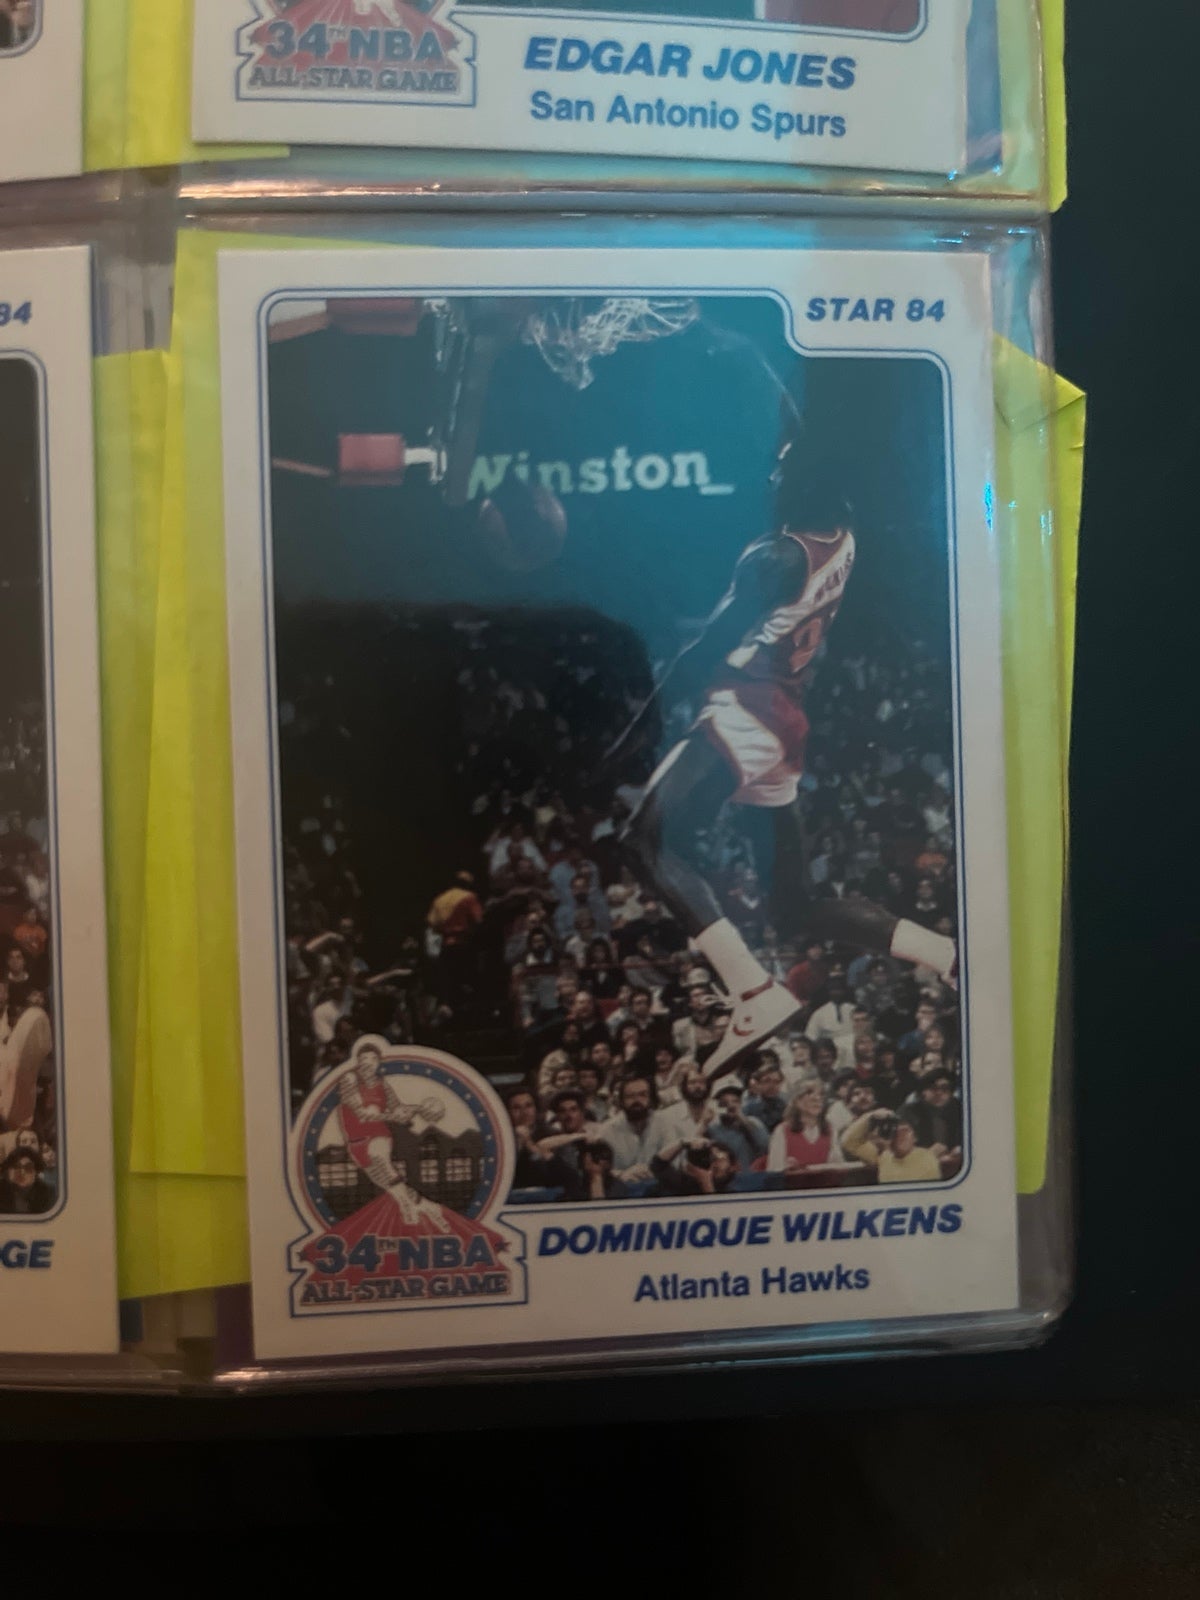 34TH NBA
ALL-STAR GAME
EDGAR JONES
San Antonio Spurs
84
GE
STAR 84
Winston
34TH NBA
ALL-STAR GAME
DOMINIQUE WILKENS
Atlanta Hawks